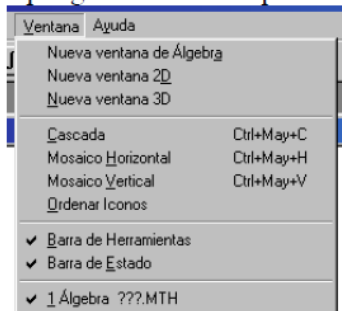 Ventana Ayuda
Nueva ventana de Álgebra
Nueva ventana 2D
Nueva ventana 3D
Cascada Ctrl+May+C
Mosaico Horizontal Ctrl+May+H
Mosaico Vertical Ctrl+May+V
Ordenar Iconos
✔ Barra de Herramientas
✔ Barra de Estado
✔ 1 Álgebra ???.MTH